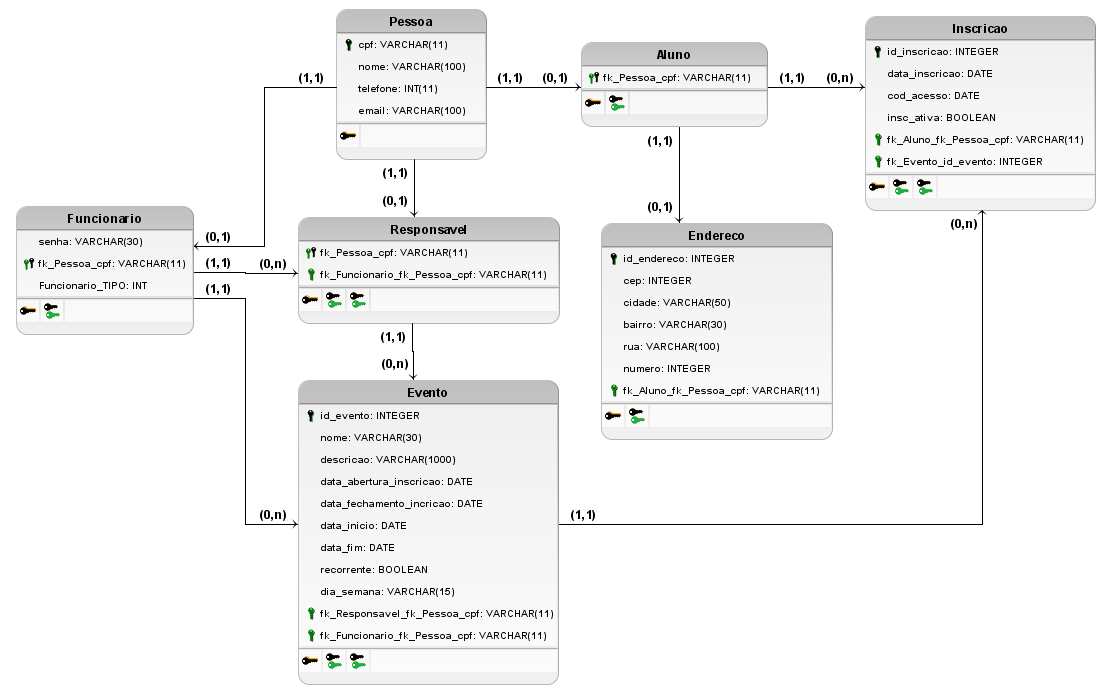 Pessoa
cpf: VARCHAR(11)
nome: VARCHAR(100)
telefone: INT(11)
email: VARCHAR(100)
Aluno
fk_Pessoa_cpf: VARCHAR(11)
Inscricao
id_inscricao: INTEGER
data_inscricao: DATE
cod_acesso: DATE
insc_ativa: BOOLEAN
fk_Aluno_fk_Pessoa_cpf: VARCHAR(11)
fk_Evento_id_evento: INTEGER
(1,1)
(1,1)
(0,1)
(1,1)
(0,n)
(1,1)
(0,1)
(1,1)
(0,1)
Funcionario
senha: VARCHAR(30)
fk_Pessoa_cpf: VARCHAR(11)
Funcionario_TIPO: INT
(0,1)
(1,1)
(0,n)
(1,1)
Responsavel
fk_Pessoa_cpf: VARCHAR(11)
fk_Funcionario_fk_Pessoa_cpf: VARCHAR(11)
Endereco
id_endereco: INTEGER
cep: INTEGER
cidade: VARCHAR(50)
bairro: VARCHAR(30)
rua: VARCHAR(100)
numero: INTEGER
fk_Aluno_fk_Pessoa_cpf: VARCHAR(11)
(0,n)
(1,1)
(0,n)
Evento
id_evento: INTEGER
nome: VARCHAR(30)
descricao: VARCHAR(1000)
data_abertura_inscricao: DATE
data_fechamento_incricao: DATE
data_inicio: DATE
data_fim: DATE
recorrente: BOOLEAN
dia_semana: VARCHAR(15)
fk_Responsavel_fk_Pessoa_cpf: VARCHAR(11)
fk_Funcionario_fk_Pessoa_cpf: VARCHAR(11)
(0,n)
(1,1)